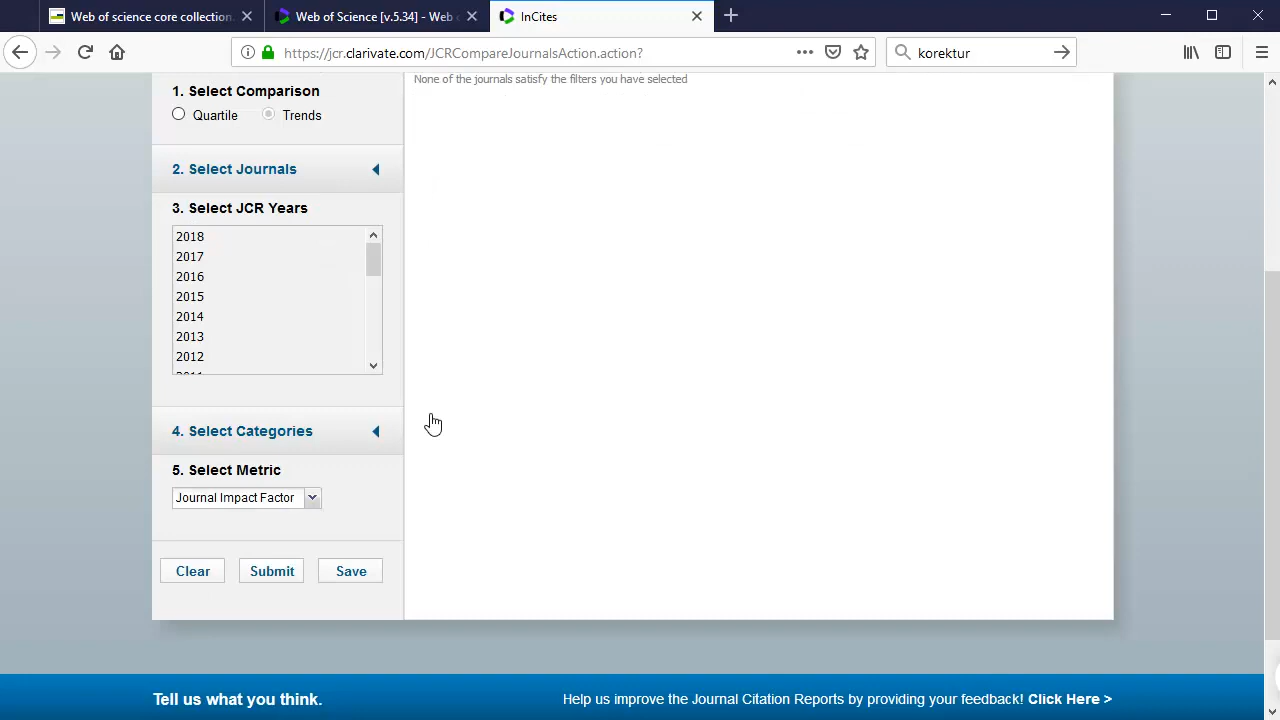 Web of science core collection.
Web of Science [v.5.34] - Web
InCites
https://jcr.clarivate.com/JCRCompareJournalsAction.action?
korektur
None of the journals satisfy the filters you have selected
1. Select Comparison
Quartile
Trends
2. Select Journals
3. Select JCR Years
2018
2017
2016
2015
2014
2013
2012
4. Select Categories
5. Select Metric
Journal Impact Factor
Clear
Submit
Save
Tell us what you think.
Help us improve the Journal Citation Reports by providing your feedback! Click Here >